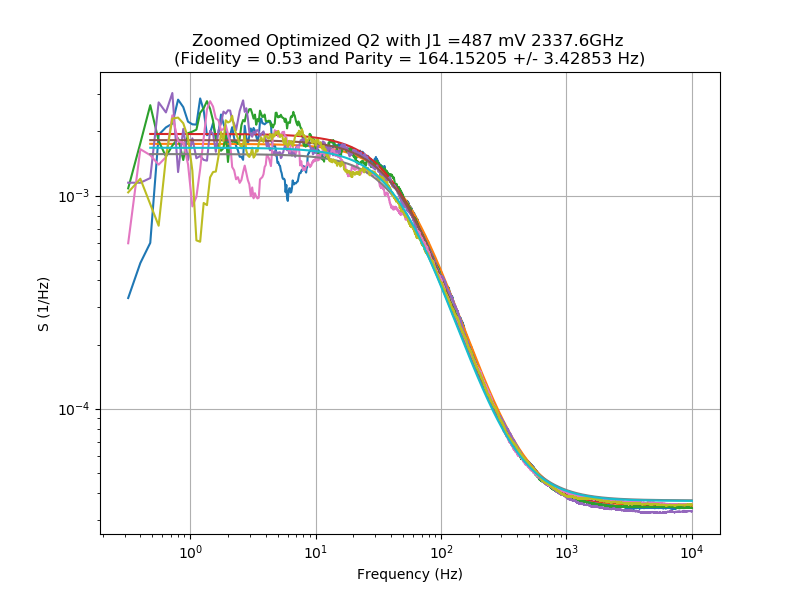 Zoomed Optimized Q2 with J1 =487 mV 2337.6GHz
(Fidelity = 0.53 and Parity = 164.15205 +/- 3.42853 Hz)
S (1/Hz)
10⁻³
10⁻⁴
10⁰ 10¹ 10² 10³ 10⁴
Frequency (Hz)